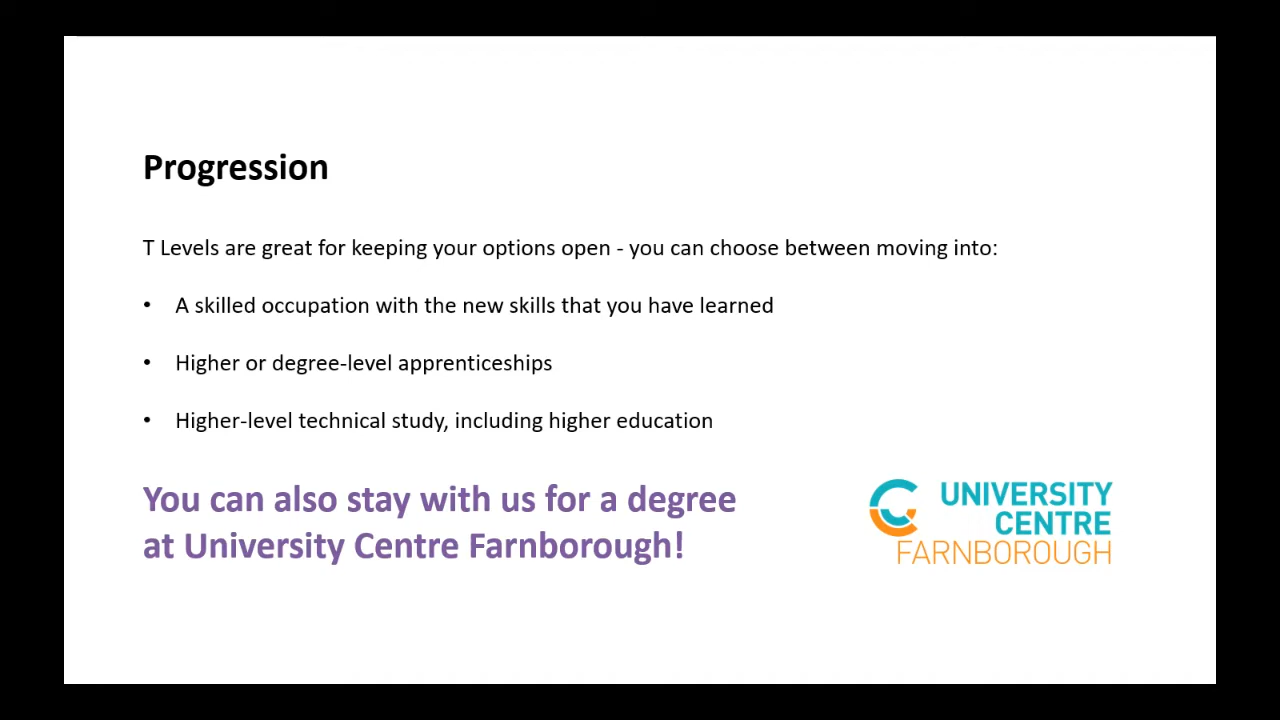 Progression
T Levels are great for keeping your options open - you can choose between moving into:
• A skilled occupation with the new skills that you have learned
• Higher or degree-level apprenticeships
• Higher-level technical study, including higher education
You can also stay with us for a degree
at University Centre Farnborough!
UNIVERSITY
CENTRE
FARNBOROUGH